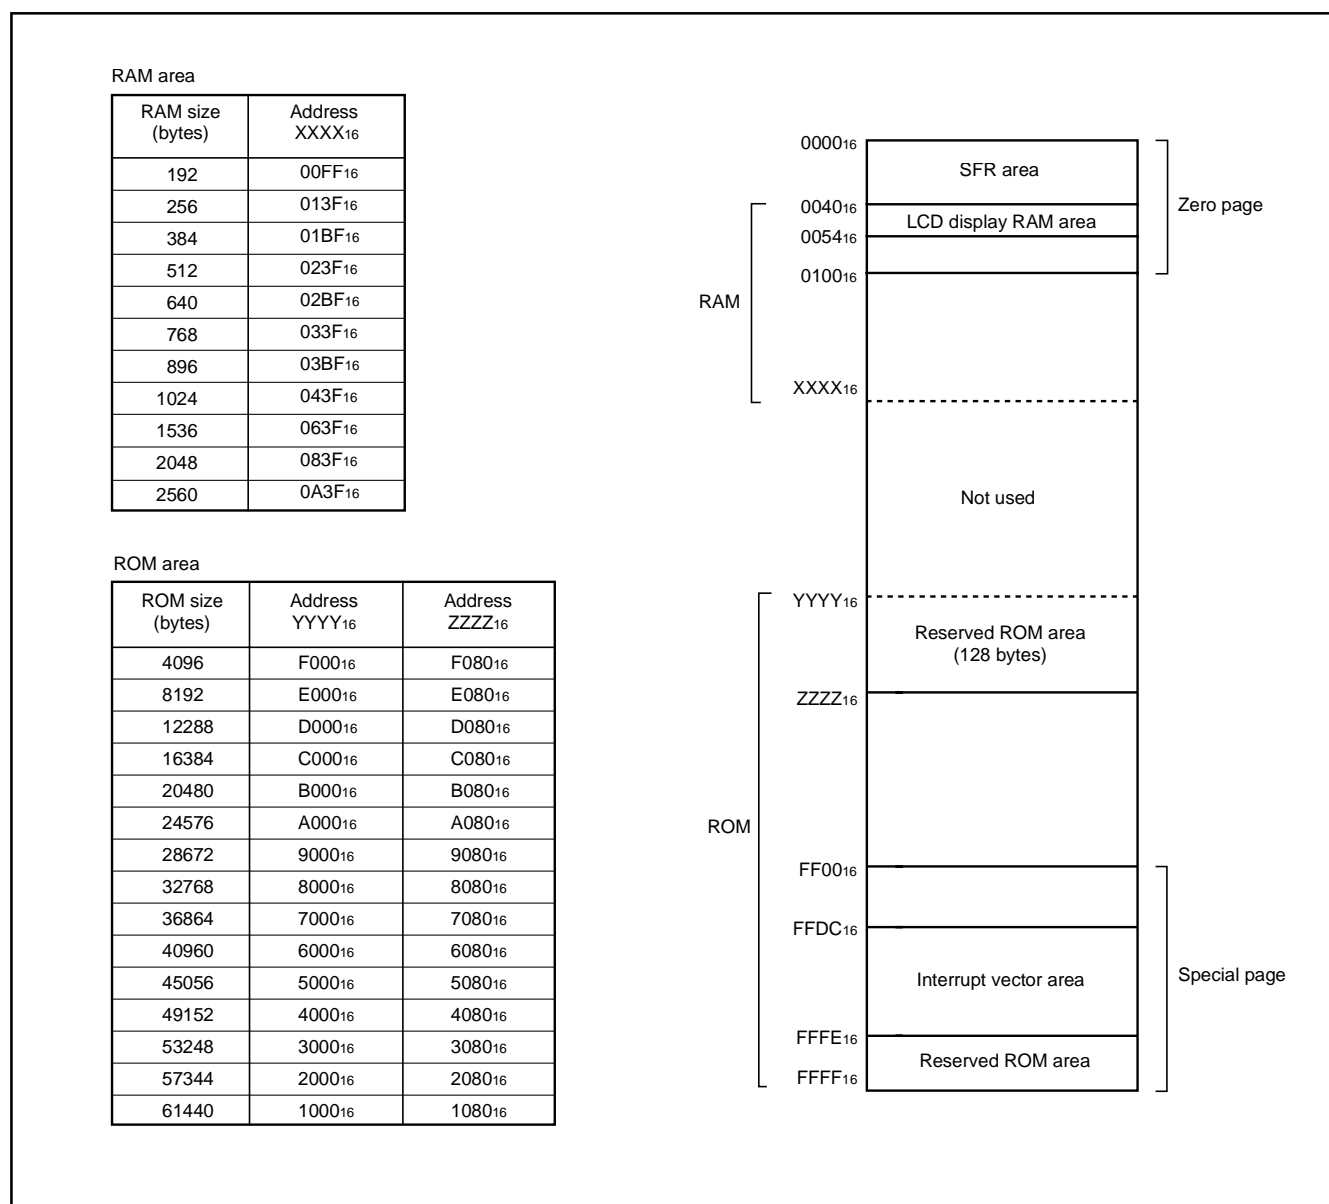 RAM area
RAM size (bytes) Address XXXX16
192 00FF16
256 013F16
384 01BF16
512 023F16
640 02BF16
768 033F16
896 03BF16
1024 043F16
1536 063F16
2048 083F16
2560 0A3F16
ROM area
ROM size (bytes) Address YYYY16 Address ZZZZ16
4096 F00016 F08016
8192 E00016 E08016
12288 D00016 D08016
16384 C00016 C08016
20480 B00016 B08016
24576 A00016 A08016
28672 900016 908016
32768 800016 808016
36864 700016 708016
40960 600016 608016
45056 500016 508016
49152 400016 408016
53248 300016 308016
57344 200016 208016
61440 100016 108016
000016
SFR area
Zero page
004016
LCD display RAM area
005416
010016
RAM
XXXX16
Not used
YYYY16
Reserved ROM area
(128 bytes)
ZZZZ16
ROM
FF0016
FFDC16
Interrupt vector area
Special page
FFFE16
Reserved ROM area
FFFF16